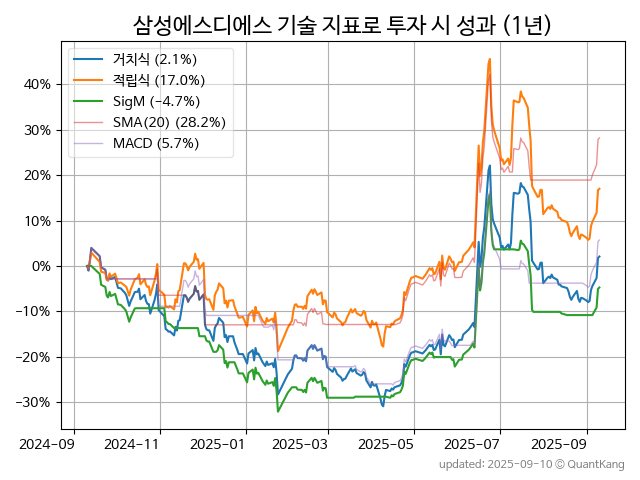 삼성에스디에스 기술 지표로 투자 시 성과 (1년)
거치식 (2.1%)
적립식 (17.0%)
SigM (−4.7%)
SMA(20) (28.2%)
MACD (5.7%)
40%
30%
20%
10%
0%
−10%
−20%
−30%
2024-09 2024-11 2025-01 2025-03 2025-05 2025-07 2025-09
updated: 2025-09-10 ⓒ QuantKang